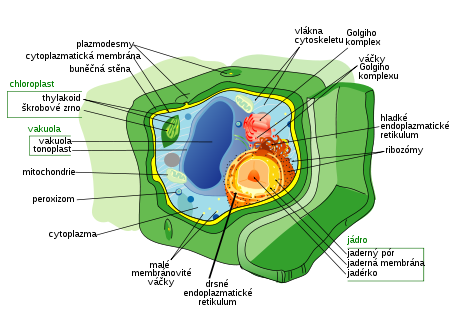 plazmodesmy
cytoplazmatická membrána
buněčná stěna
chloroplast
thylakoid
škrobové zrno
vakuola
vakuola
tonoplast
mitochondrie
peroxizom
cytoplazma
malé
membránovité
váčky
drsné
endoplazmatické
retikulum
vlákna
cytoskeletu
Golgiho
komplex
váčky
Golgiho
komplexu
hladké
endoplazmatické
retikulum
ribozómy
jádro
jaderný pór
jaderná membrána
jadérko